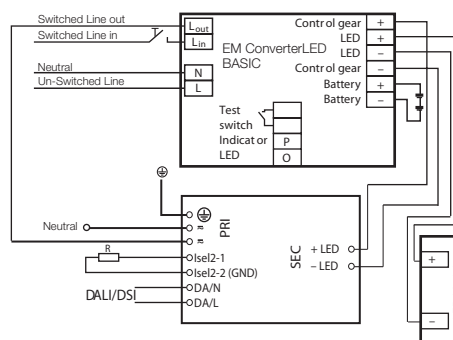 Switched Line out
Switched Line in
Neutral
Un-Switched Line
Lout
Lin
N
L
EM ConverterLED
BASIC
Control gear +
LED +
LED –
Control gear –
Battery +
Battery –
Test
switch
Indicator
LED
P
O
Neutral
R
DALI/DSI
PRI
Isel2-1
Isel2-2 (GND)
DA/N
DA/L
SEC
+ LED
– LED
+
–